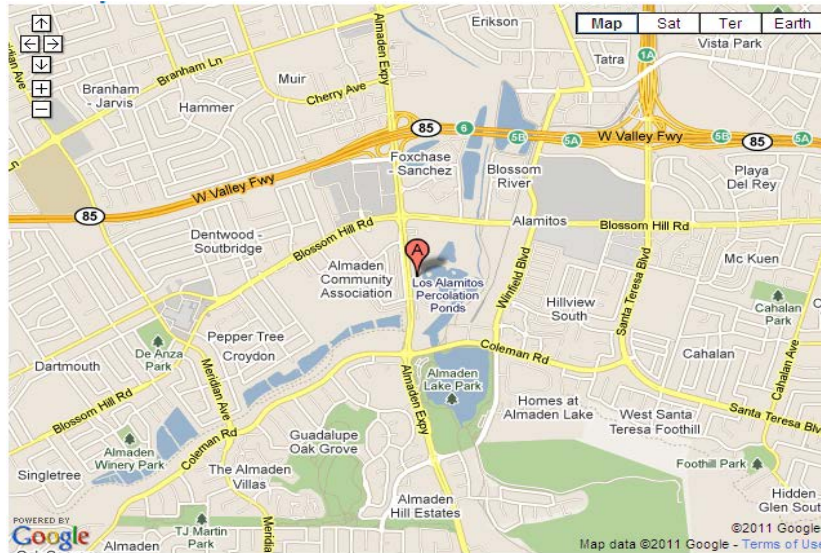 Map Sat Ter Earth
Erikson
Tatra
1A
Vista Park
Almaden Expy
Meridian Ave
Branham Ln
Branham
- Jarvis
Muir
Cherry Ave
Hammer
85
6
5B
5A
W Valley Fwy
5B
85
5A
Foxchase
- Sanchez
Blossom
River
Playa
Del Rey
Ln
W Valley Fwy
85
Dentwood -
Soutbridge
Blossom Hill Rd
Alamitos
Blossom Hill Rd
A
Almaden
Community
Association
Los Alamitos
Percolation
Ponds
Winfield Blvd
Mc Kuen
Hillview
South
Santa Teresa Blvd
Cahalan
Park
C
Pepper Tree
Croydon
De Anza
Park
Dartmouth
Meridian Ave
Coleman Rd
Cahalan
Cahalan Ave
Almaden
Lake Park
Almaden Expy
Blossom Hill Rd
Homes at
Almaden Lake
West Santa
Teresa Foothill
Santa Teresa Blv
Guadalupe
Oak Grove
Coleman Rd
Almaden
Winery Park
Singletree
The Almaden
Villas
Foothill Park
Almaden
Hill Estates
Meridian
Hidden
Glen Sout
TJ Martin
Park
Almaden
POWERED BY
Google
©2011 Google
Map data ©2011 Google - Terms of Use